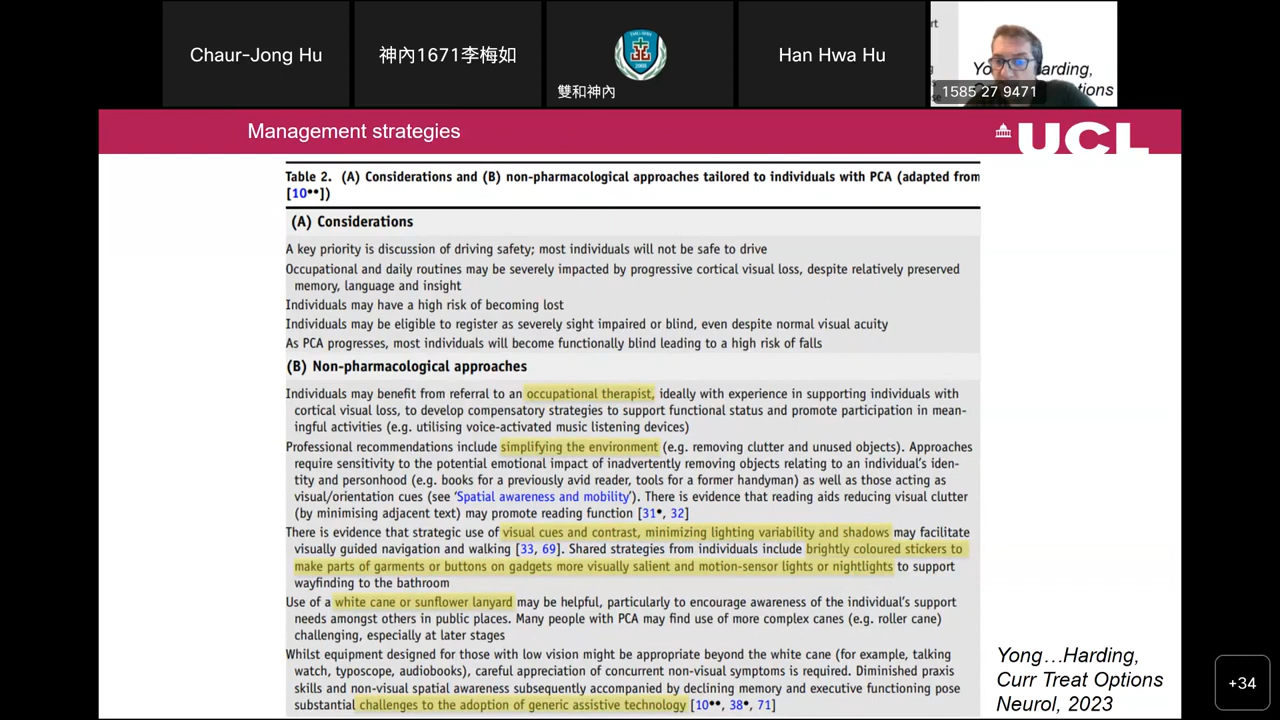 Chaur-Jong Hu
神內1671李梅如
雙和神內
Han Hwa Hu
1585 27 9471
Management strategies
UCL
Table 2. (A) Considerations and (B) non-pharmacological approaches tailored to individuals with PCA (adapted from
[10••])
(A) Considerations
A key priority is discussion of driving safety; most individuals will not be safe to drive
Occupational and daily routines may be severely impacted by progressive cortical visual loss, despite relatively preserved
memory, language and insight
Individuals may have a high risk of becoming lost
Individuals may be eligible to register as severely sight impaired or blind, even despite normal visual acuity
As PCA progresses, most individuals will become functionally blind leading to a high risk of falls
(B) Non-pharmacological approaches
Individuals may benefit from referral to an occupational therapist, ideally with experience in supporting individuals with
cortical visual loss, to develop compensatory strategies to support functional status and promote participation in mean-
ingful activities (e.g. utilising voice-activated music listening devices)
Professional recommendations include simplifying the environment (e.g. removing clutter and unused objects). Approaches
require sensitivity to the potential emotional impact of inadvertently removing objects relating to an individual's iden-
tity and personhood (e.g. books for a previously avid reader, tools for a former handyman) as well as those acting as
visual/orientation cues (see 'Spatial awareness and mobility'). There is evidence that reading aids reducing visual clutter
(by minimising adjacent text) may promote reading function [31•, 32]
There is evidence that strategic use of visual cues and contrast, minimizing lighting variability and shadows may facilitate
visually guided navigation and walking [33, 69]. Shared strategies from individuals include brightly coloured stickers to
make parts of garments or buttons on gadgets more visually salient and motion-sensor lights or nightlights to support
wayfinding to the bathroom
Use of a white cane or sunflower lanyard may be helpful, particularly to encourage awareness of the individual's support
needs amongst others in public places. Many people with PCA may find use of more complex canes (e.g. roller cane)
challenging, especially at later stages
Whilst equipment designed for those with low vision might be appropriate beyond the white cane (for example, talking
watch, typoscope, audiobooks), careful appreciation of concurrent non-visual symptoms is required. Diminished praxis
skills and non-visual spatial awareness subsequently accompanied by declining memory and executive functioning pose
substantial challenges to the adoption of generic assistive technology [10••, 38•, 71]
Yong…Harding,
Curr Treat Options
Neurol, 2023
+34